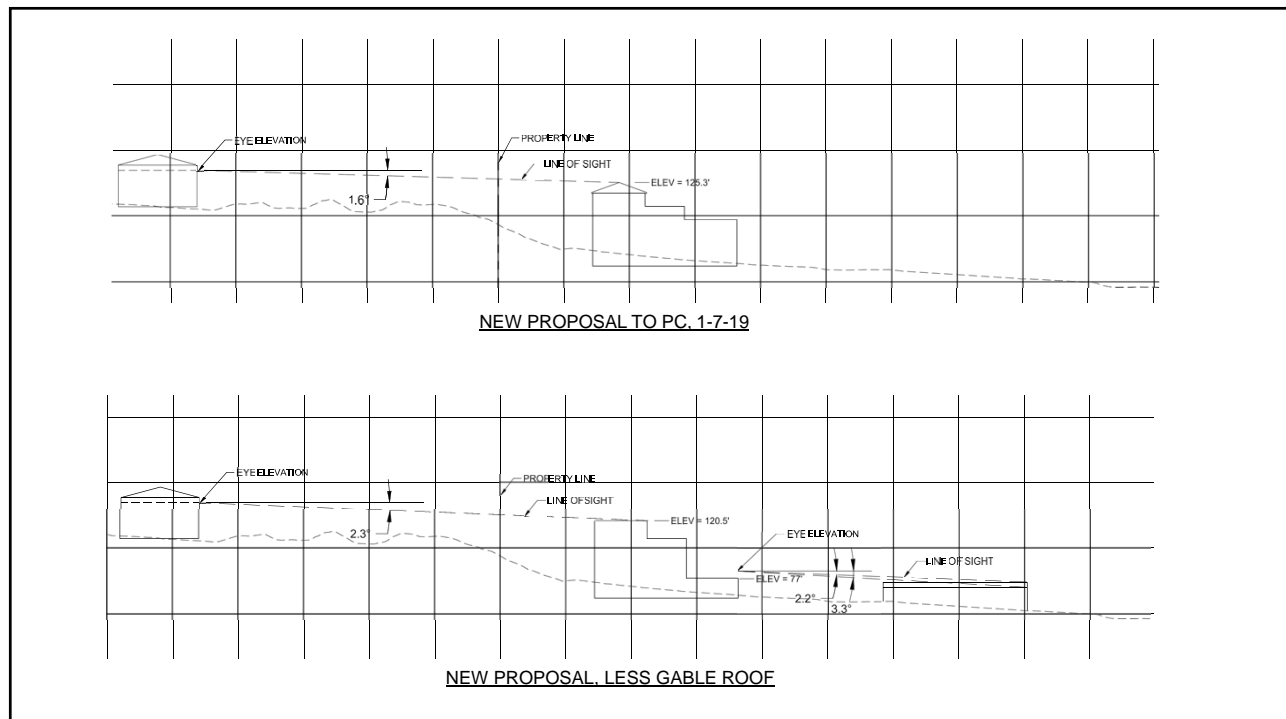 PROPERTY LINE
EYE ELEVATION
LINE OF SIGHT
ELEV = 125.3'
1.6°
NEW PROPOSAL TO PC, 1-7-19
EYE ELEVATION
PROPERTY LINE
LINE OF SIGHT
ELEV = 120.5'
2.3°
EYE ELEVATION
LINE OF SIGHT
ELEV = 77'
2.2°
3.3°
NEW PROPOSAL, LESS GABLE ROOF